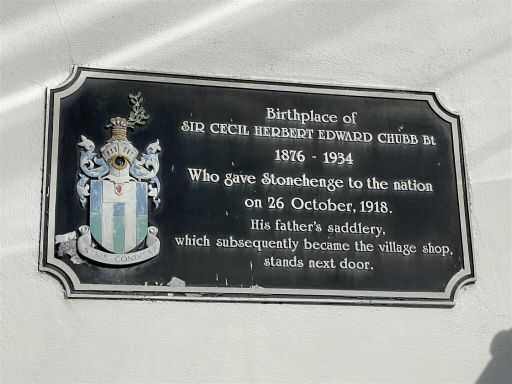 Birthplace of
SIR CECIL HERBERT EDWARD CHUBB Bt
1876 - 1934
Who gave Stonehenge to the nation
on 26 October, 1918.
His father's saddlery,
which subsequently became the village shop,
stands next door.